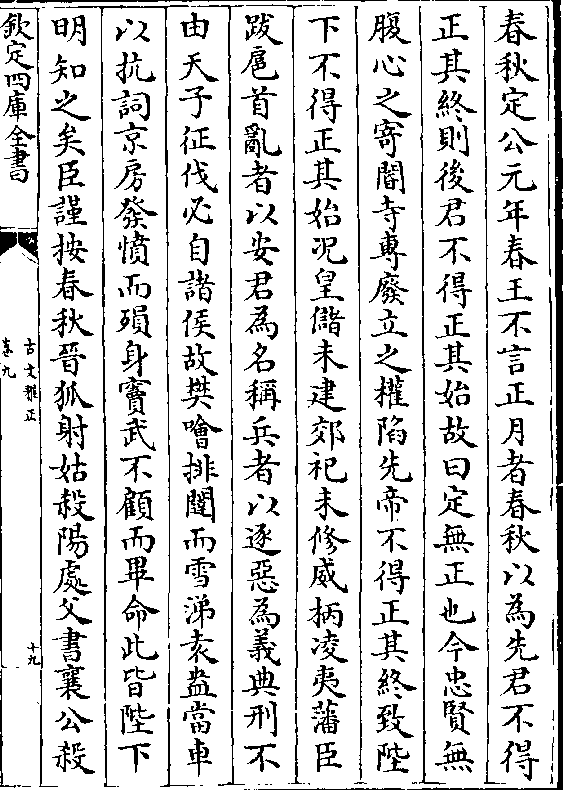 春秋定公元年春王不言正月者春秋以為先君不得
正其終則後君不得正其始故曰定無正也今忠賢無
腹心之寄閽寺專廢立之權陷先帝不得正其終致陛
下不得正其始况皇儲未建郊祀未修威柄凌夷藩臣
跋扈首亂者以安君為名稱兵者以逐惡為義典刑不
由天子征伐必自諸侯故樊噲排闥而雪涕袁盎當車
以抗詞京房發憤而殞身竇武不顧而畢命此皆陛下
明知之矣臣謹按春秋晉狐射姑殺陽處父書襄公殺
欽定四庫全書
古文雅正
卷九
十九